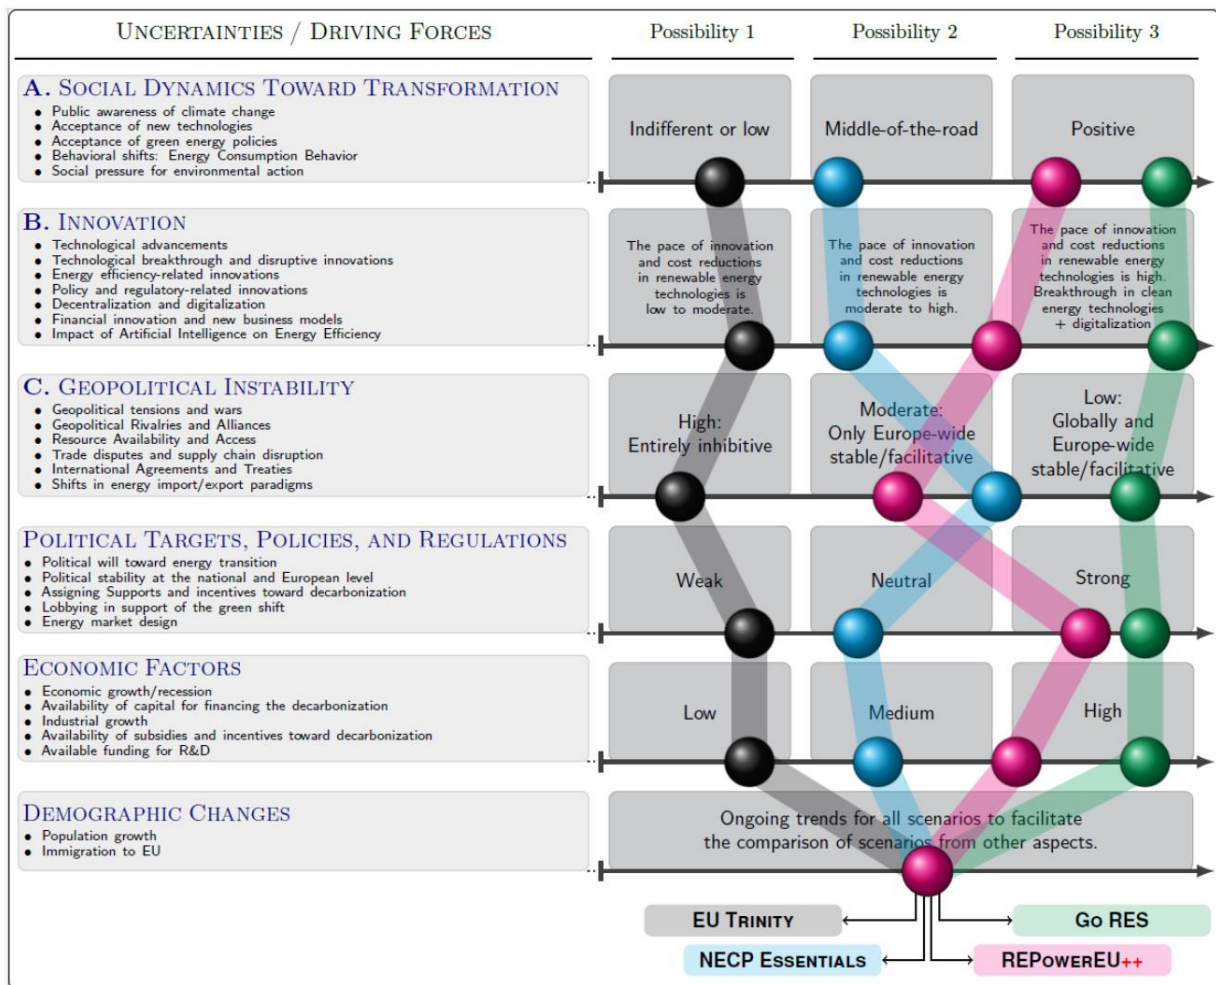 UNCERTAINTIES / DRIVING FORCES
Possibility 1
Possibility 2
Possibility 3
A. SOCIAL DYNAMICS TOWARD TRANSFORMATION
• Public awareness of climate change
• Acceptance of new technologies
• Acceptance of green energy policies
• Behavioral shifts: Energy Consumption Behavior
• Social pressure for environmental action
Indifferent or low
Middle-of-the-road
Positive
B. INNOVATION
• Technological advancements
• Technological breakthrough and disruptive innovations
• Energy efficiency-related innovations
• Policy and regulatory-related innovations
• Decentralization and digitalization
• Financial innovation and new business models
• Impact of Artificial Intelligence on Energy Efficiency
The pace of innovation
and cost reductions
in renewable energy
technologies is
low to moderate.
The pace of innovation
and cost reductions
in renewable energy
technologies is
moderate to high.
The pace of innovation
and cost reductions
in renewable energy
technologies is high.
Breakthrough in clean
energy technologies
+ digitalization
C. GEOPOLITICAL INSTABILITY
• Geopolitical tensions and wars
• Geopolitical Rivalries and Alliances
• Resource Availability and Access
• Trade disputes and supply chain disruption
• International Agreements and Treaties
• Shifts in energy import/export paradigms
High:
Entirely inhibitive
Moderate:
Only Europe-wide
stable/facilitative
Low:
Globally and
Europe-wide
stable/facilitative
POLITICAL TARGETS, POLICIES, AND REGULATIONS
• Political will toward energy transition
• Political stability at the national and European level
• Assigning Supports and incentives toward decarbonization
• Lobbying in support of the green shift
• Energy market design
Weak
Neutral
Strong
ECONOMIC FACTORS
• Economic growth/recession
• Availability of capital for financing the decarbonization
• Industrial growth
• Availability of subsidies and incentives toward decarbonization
• Available funding for R&D
Low
Medium
High
DEMOGRAPHIC CHANGES
• Population growth
• Immigration to EU
Ongoing trends for all scenarios to facilitate
the comparison of scenarios from other aspects.
EU TRINITY
GO RES
NECP ESSENTIALS
REPOWEREU++